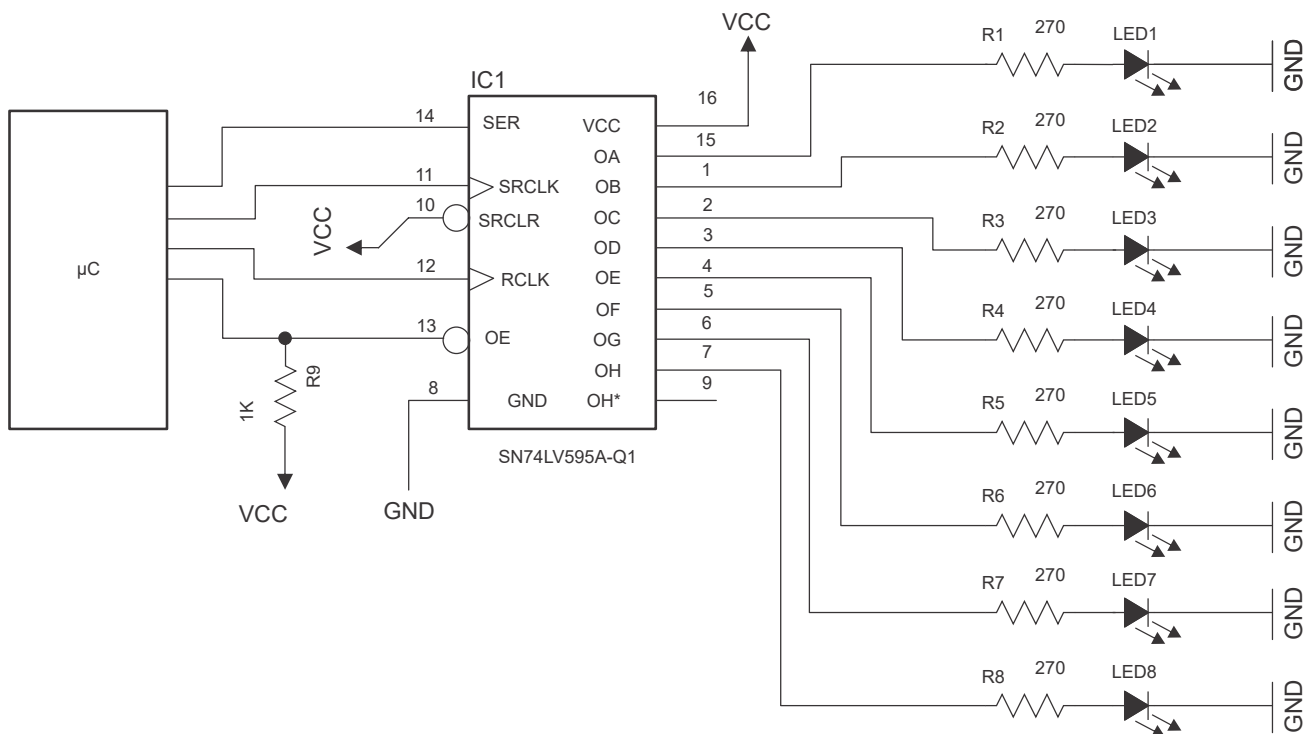 VCC
R1
270
LED1
GND
IC1
16
14
SER
VCC
15
OA
R2
270
LED2
GND
1
OB
11
SRCLK
10
SRCLR
VCC
2
OC
R3
270
LED3
GND
3
OD
µC
12
RCLK
4
OE
5
OF
R4
270
LED4
GND
13
OE
6
OG
7
OH
R9
1K
8
GND
9
OH*
R5
270
LED5
GND
SN74LV595A-Q1
VCC
GND
R6
270
LED6
GND
R7
270
LED7
GND
R8
270
LED8
GND